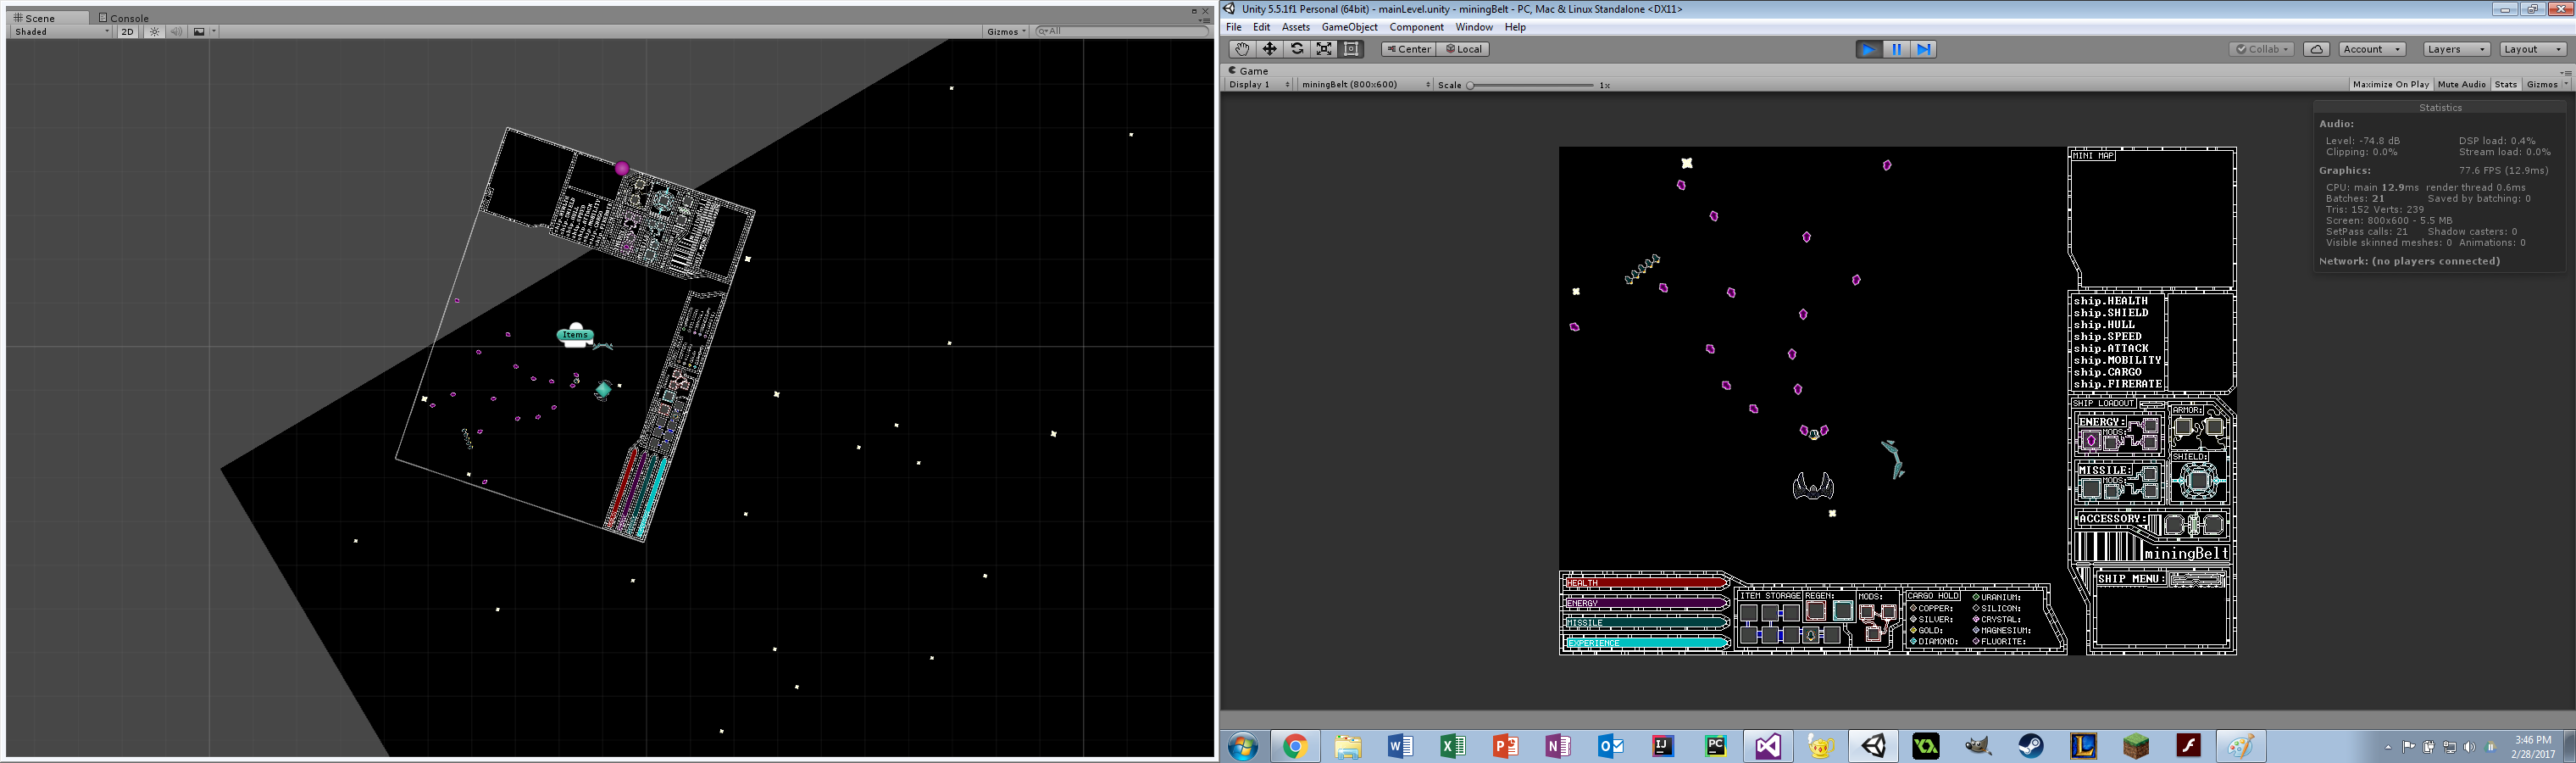 Scene
Console
Shaded
2D
Gizmos
All
Items
Unity 5.5.1f1 Personal (64bit) - mainLevel.unity - miningBelt - PC, Mac & Linux Standalone <DX11>
File Edit Assets GameObject Component Window Help
Center Local
Collab Account Layers Layout
Game
Display 1 miningBelt (800x600) Scale 1x
Maximize On Play Mute Audio Stats Gizmos
Statistics
Audio:
Level: -74.8 dB DSP load: 0.4%
Clipping: 0.0% Stream load: 0.0%
Graphics: 77.6 FPS (12.9ms)
CPU: main 12.9ms render thread 0.6ms
Batches: 21 Saved by batching: 0
Tris: 152 Verts: 239
Screen: 800x600 - 5.5 MB
SetPass calls: 21 Shadow casters: 0
Visible skinned meshes: 0 Animations: 0
Network: (no players connected)
MINI MAP
ship.HEALTH
ship.SHIELD
ship.HULL
ship.SPEED
ship.ATTACK
ship.MOBILITY
ship.CARGO
ship.FIRERATE
SHIP LOADOUT
ARMOR:
ENERGY:
MODS:
SHIELD:
MISSILE:
MODS:
ACCESSORY:
miningBelt
SHIP MENU:
HEALTH
ENERGY
MISSILE
EXPERIENCE
ITEM STORAGE REGEN: MODS:
CARGO HOLD
COPPER:
SILVER:
GOLD:
DIAMOND:
URANIUM:
SILICON:
CRYSTAL:
MAGNESIUM:
FLUORITE:
3:46 PM
2/28/2017